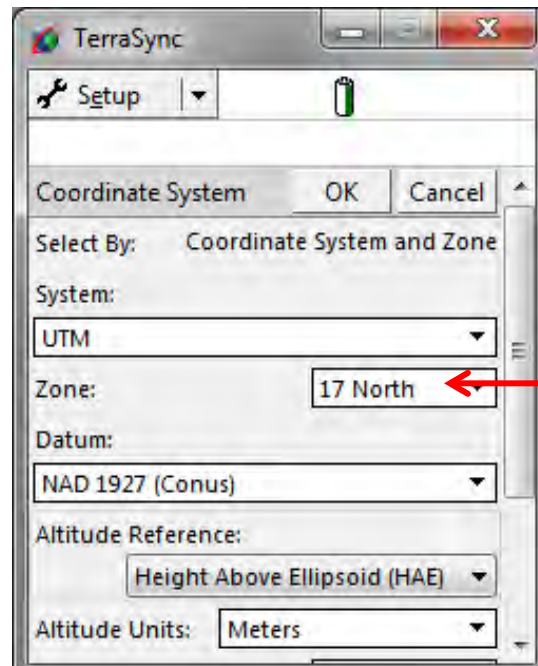 TerraSync
Setup
Coordinate System OK Cancel
Select By: Coordinate System and Zone
System:
UTM
Zone: 17 North
Datum:
NAD 1927 (Conus)
Altitude Reference:
Height Above Ellipsoid (HAE)
Altitude Units: Meters